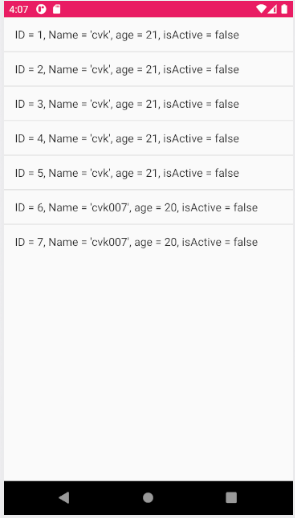 4:07
ID = 1, Name = 'cvk', age = 21, isActive = false
ID = 2, Name = 'cvk', age = 21, isActive = false
ID = 3, Name = 'cvk', age = 21, isActive = false
ID = 4, Name = 'cvk', age = 21, isActive = false
ID = 5, Name = 'cvk', age = 21, isActive = false
ID = 6, Name = 'cvk007', age = 20, isActive = false
ID = 7, Name = 'cvk007', age = 20, isActive = false